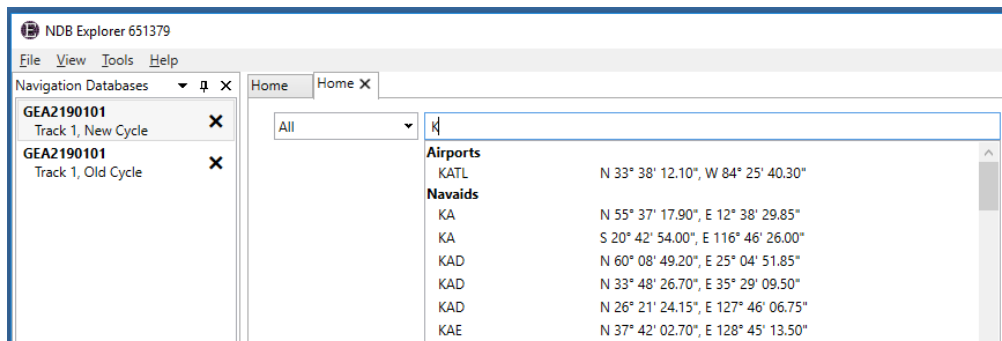 NDB Explorer 651379
File View Tools Help
Navigation Databases
Home Home
GEA2190101
Track 1, New Cycle
All K
GEA2190101
Track 1, Old Cycle
Airports
KATL N 33° 38' 12.10", W 84° 25' 40.30"
Navaids
KA N 55° 37' 17.90", E 12° 38' 29.85"
KA S 20° 42' 54.00", E 116° 46' 26.00"
KAD N 60° 08' 49.20", E 25° 04' 51.85"
KAD N 33° 48' 26.70", E 35° 29' 09.50"
KAD N 26° 21' 24.15", E 127° 46' 06.75"
KAE N 37° 42' 02.70", E 128° 45' 13.50"